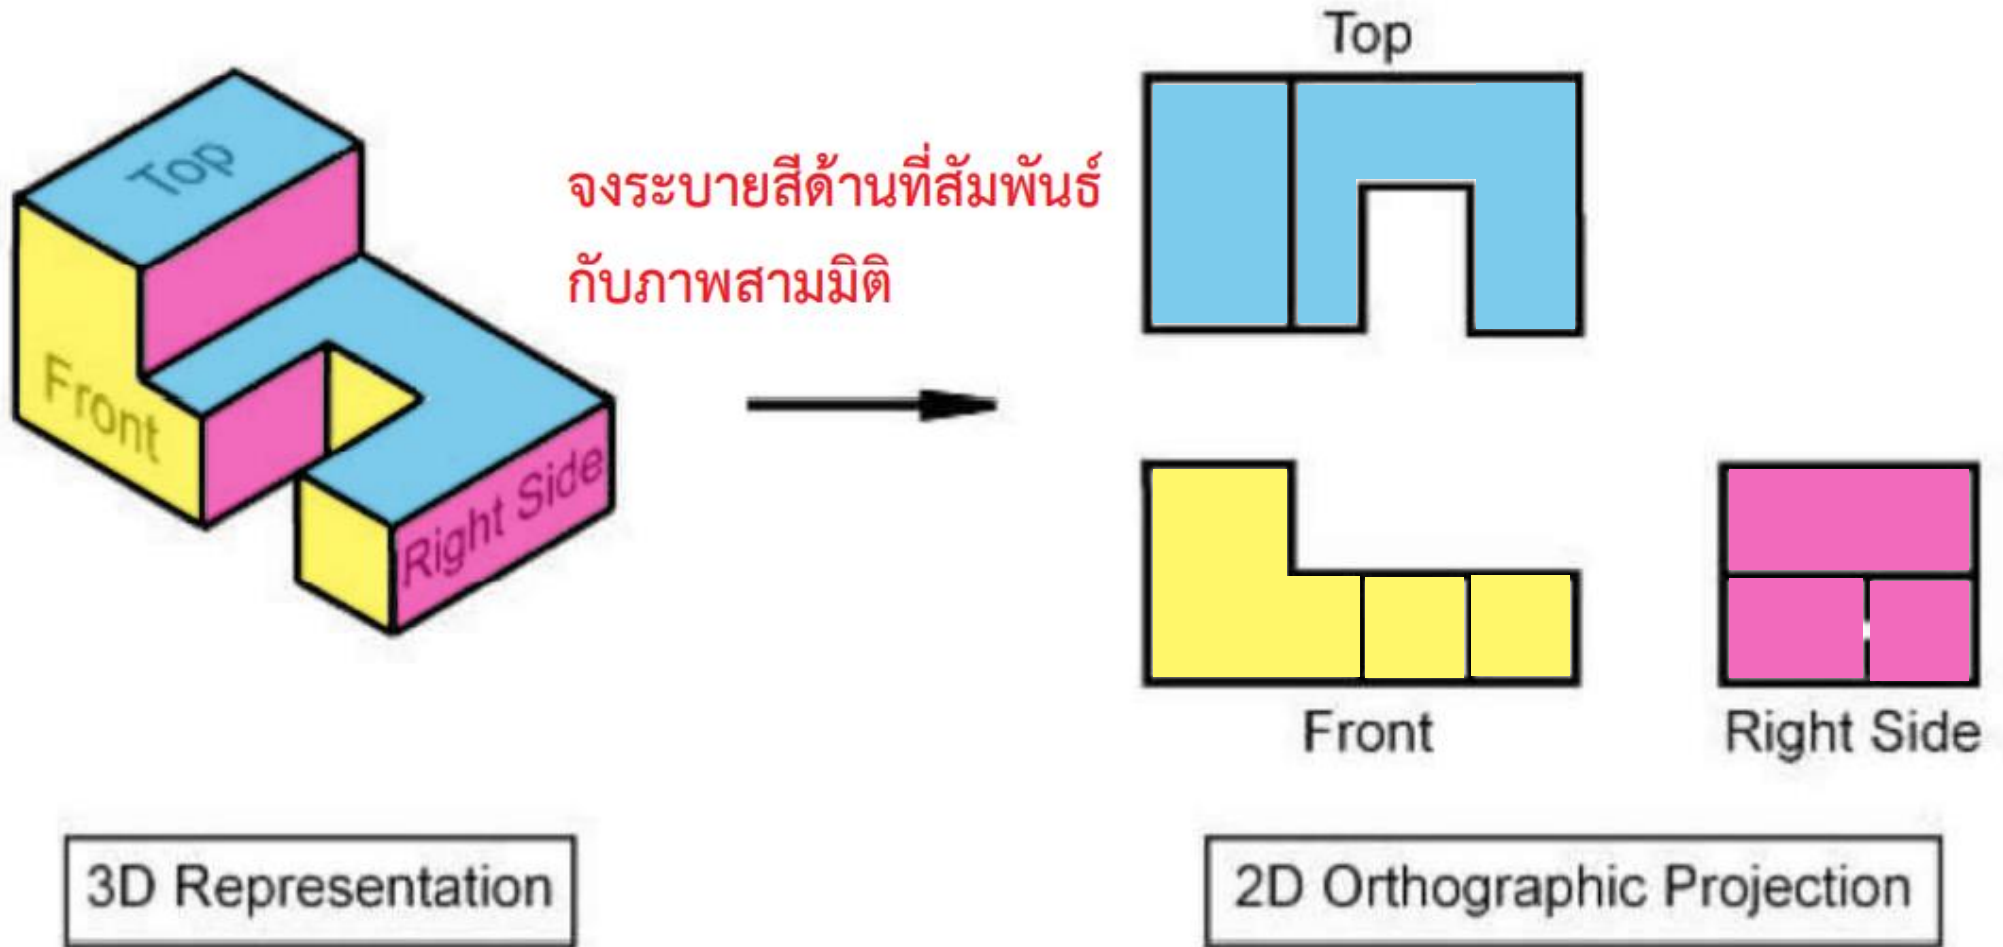 Top
Top
จงระบายสีด้านที่สัมพันธ์
กับภาพสามมิติ
Front
Right Side
Front
Right Side
3D Representation
2D Orthographic Projection